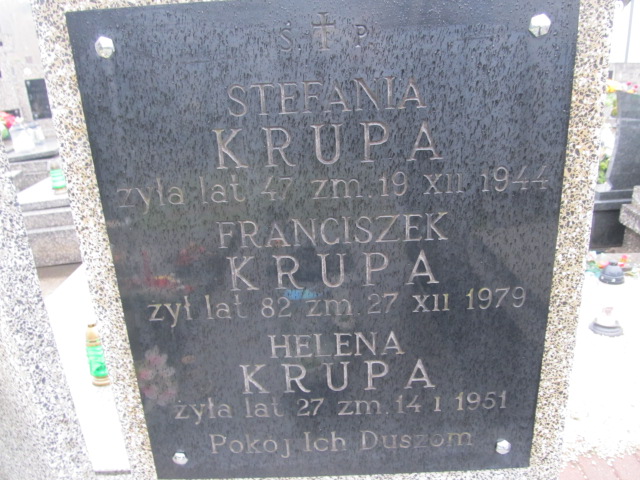 Ś P
STEFANIA
KRUPA
żyła lat 47 zm. 19 XII 1944
FRANCISZEK
KRUPA
żył lat 82 zm. 27 XII 1979
HELENA
KRUPA
żyła lat 27 zm. 14 I 1951
Pokój Ich Duszom